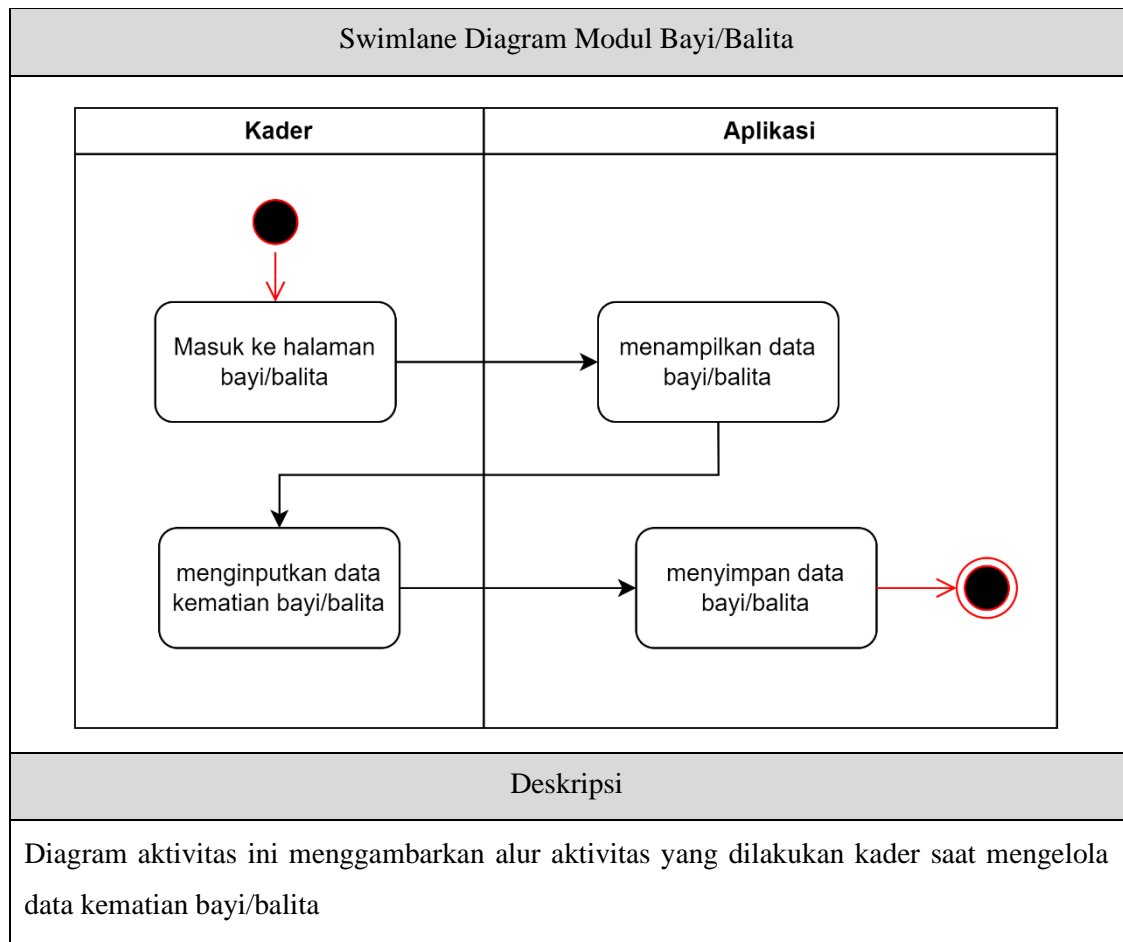 Swimlane Diagram Modul Bayi/Balita
Kader
Aplikasi
Masuk ke halaman
bayi/balita
menampilkan data
bayi/balita
menginputkan data
kematian bayi/balita
menyimpan data
bayi/balita
Deskripsi
Diagram aktivitas ini menggambarkan alur aktivitas yang dilakukan kader saat mengelola
data kematian bayi/balita